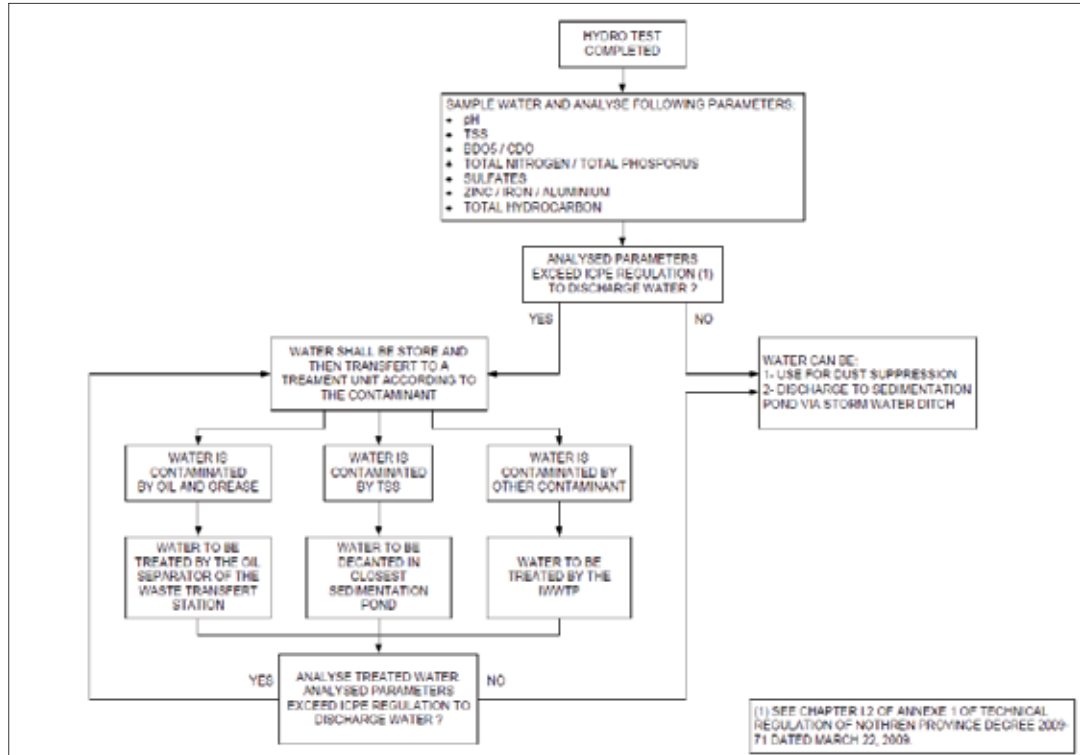 HYDRO TEST
COMPLETED
SAMPLE WATER AND ANALYSE FOLLOWING PARAMETERS:
• pH
• TSS
• BDO5 / CDO
• TOTAL NITROGEN / TOTAL PHOSPORUS
• SULFATES
• ZINC / IRON / ALUMINIUM
• TOTAL HYDROCARBON
ANALYSED PARAMETERS
EXCEED ICPE REGULATION (1)
TO DISCHARGE WATER ?
YES
NO
WATER SHALL BE STORE AND
THEN TRANSFERT TO A
TREAMENT UNIT ACCORDING TO
THE CONTAMINANT
WATER CAN BE:
1- USE FOR DUST SUPPRESSION
2- DISCHARGE TO SEDIMENTATION
POND VIA STORM WATER DITCH
WATER IS
CONTAMINATED
BY OIL AND GREASE
WATER IS
CONTAMINATED
BY TSS
WATER IS
CONTAMINATED BY
OTHER CONTAMINANT
WATER TO BE
TREATED BY THE OIL
SEPARATOR OF THE
WASTE TRANSFERT
STATION
WATER TO BE
DECANTED IN
CLOSEST
SEDIMENTATION
POND
WATER TO BE
TREATED BY THE
IWWTP
YES
ANALYSE TREATED WATER
ANALYSED PARAMETERS
EXCEED ICPE REGULATION TO
DISCHARGE WATER ?
NO
(1) SEE CHAPTER I.2 OF ANNEXE 1 OF TECHNICAL
REGULATION OF NOTHREN PROVINCE DECREE 2009-
71 DATED MARCH 22, 2009.